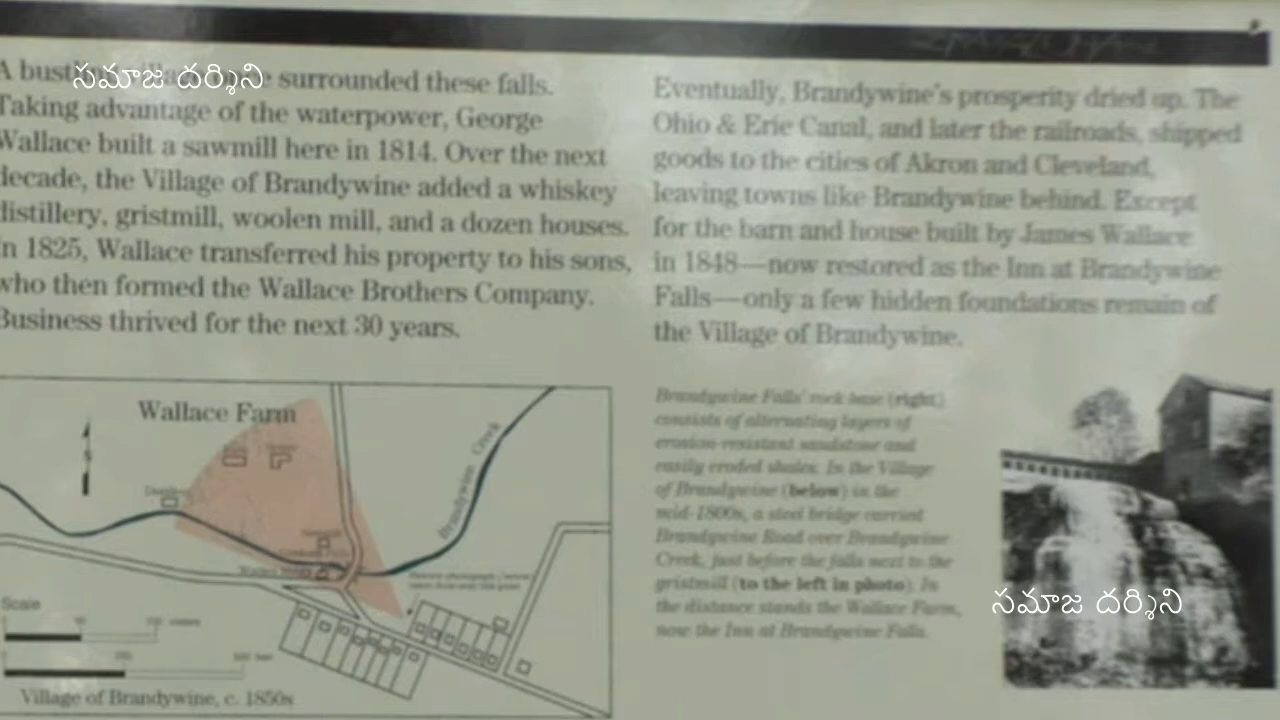 సమాజ దర్శిని
A surrounded these falls.
Taking advantage of the waterpower, George
Wallace built a sawmill here in 1814. Over the next
decade, the Village of Brandywine added a whiskey
distillery, gristmill, woolen mill, and a dozen houses.
In 1825, Wallace transferred his property to his sons,
who then formed the Wallace Brothers Company.
Business thrived for the next 30 years.
Eventually, Brandywine's prosperity dried up. The
Ohio & Erie Canal, and later the railroads, shipped
goods to the cities of Akron and Cleveland,
leaving towns like Brandywine behind. Except
for the barn and house built by James Wallace
in 1848—now restored as the Inn at Brandywine
Falls—only a few hidden foundations remain of
the Village of Brandywine.
Wallace Farm
Brandywine Creek
Scale
Village of Brandywine, c. 1850s
Brandywine Falls' rock base (right)
consists of alternating layers of
erosion-resistant sandstone and
easily eroded shales. In the Village
of Brandywine (below) in the
mid-1800s, a steel bridge carried
Brandywine Road over Brandywine
Creek, just before the falls next to the
gristmill (to the left in photo). In
the distance stands the Wallace Farm,
now the Inn at Brandywine Falls.
సమాజ దర్శిని